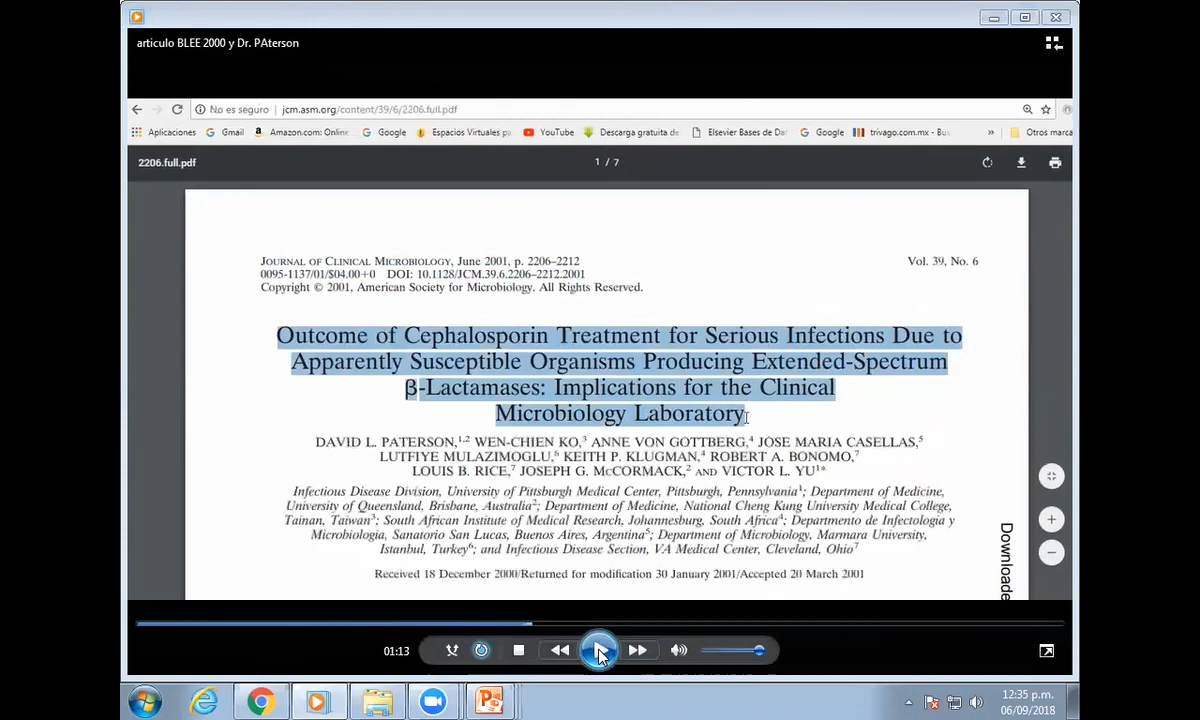 articulo BLEE 2000 y Dr. PAterson
No es seguro | jcm.asm.org/content/39/6/2206.full.pdf
Aplicaciones Gmail Amazon.com: Online Google Espacios Virtuales pa YouTube Descarga gratuita de Elsevier Bases de Dat Google trivago.com.mx - Bus » Otros marca
2206.full.pdf 1 / 7
JOURNAL OF CLINICAL MICROBIOLOGY, June 2001, p. 2206–2212 Vol. 39, No. 6
0095-1137/01/$04.00+0 DOI: 10.1128/JCM.39.6.2206–2212.2001
Copyright © 2001, American Society for Microbiology. All Rights Reserved.
Outcome of Cephalosporin Treatment for Serious Infections Due to
Apparently Susceptible Organisms Producing Extended-Spectrum
β-Lactamases: Implications for the Clinical
Microbiology Laboratory
DAVID L. PATERSON,1,2 WEN-CHIEN KO,3 ANNE VON GOTTBERG,4 JOSE MARIA CASELLAS,5
LUTFIYE MULAZIMOGLU,6 KEITH P. KLUGMAN,4 ROBERT A. BONOMO,7
LOUIS B. RICE,7 JOSEPH G. McCORMACK,2 AND VICTOR L. YU1*
Infectious Disease Division, University of Pittsburgh Medical Center, Pittsburgh, Pennsylvania1; Department of Medicine,
University of Queensland, Brisbane, Australia2; Department of Medicine, National Cheng Kung University Medical College,
Tainan, Taiwan3; South African Institute of Medical Research, Johannesburg, South Africa4; Departmento de Infectologia y
Microbiologia, Sanatorio San Lucas, Buenos Aires, Argentina5; Department of Microbiology, Marmara University,
Istanbul, Turkey6; and Infectious Disease Section, VA Medical Center, Cleveland, Ohio7
Received 18 December 2000/Returned for modification 30 January 2001/Accepted 20 March 2001
Downloade
01:13
12:35 p.m.
06/09/2018